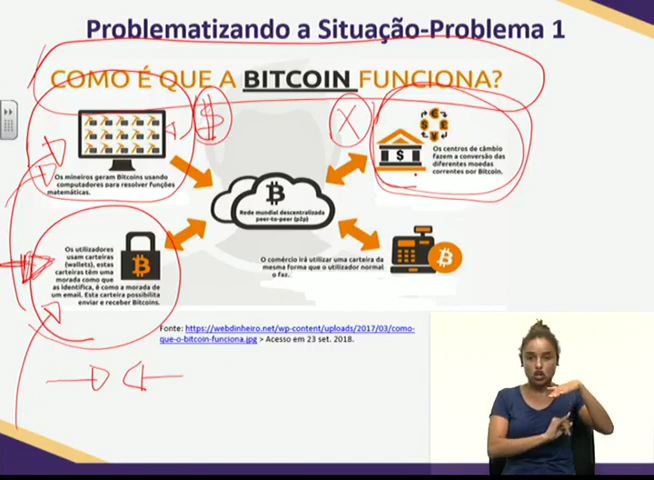 Problematizando a Situação-Problema 1
COMO É QUE A BITCOIN FUNCIONA?
$
X
Os mineiros geram Bitcoins usando
computadores para resolver funções
matemáticas.
Rede mundial descentralizada
peer-to-peer (p2p)
$
€
$
£
¥
Os centros de câmbio
fazem a conversão das
diferentes moedas
correntes por Bitcoin.
Os utilizadores
usam carteiras
(wallets), estas
carteiras têm uma
morada como que
as identifica, é como a morada de
um email. Esta carteira possibilita
enviar e receber Bitcoins.
O comércio irá utilizar uma carteira da
mesma forma que o utilizador normal
o faz.
Fonte: https://webdinheiro.net/wp-content/uploads/2017/03/como-
que-o-bitcoin-funciona.jpg > Acesso em 23 set. 2018.